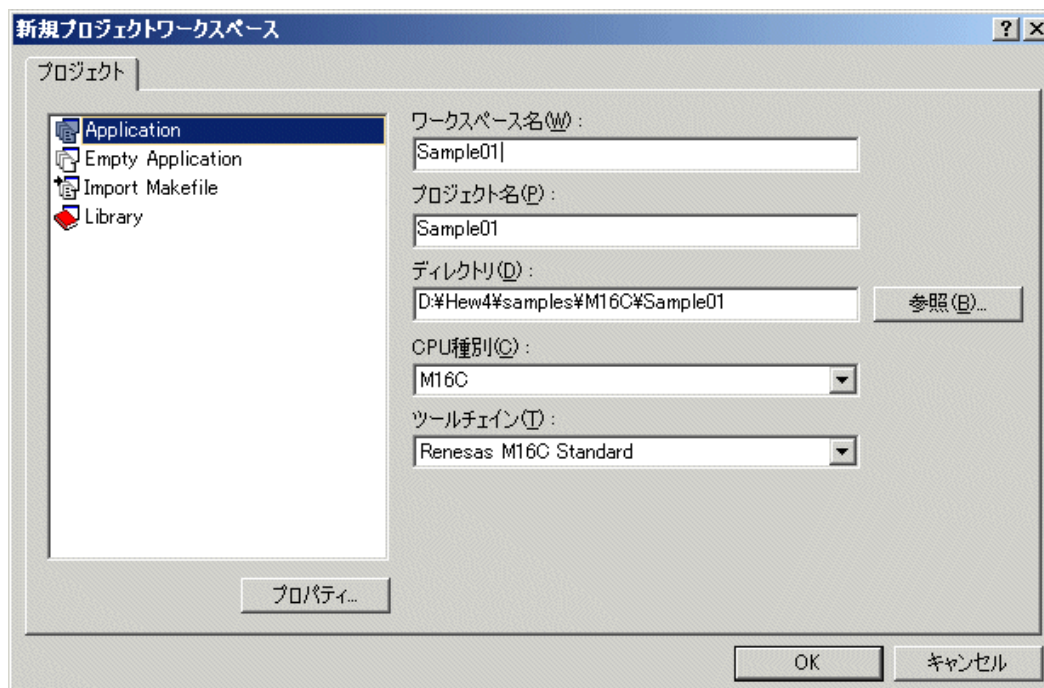 新規プロジェクトワークスペース
プロジェクト
Application
Empty Application
Import Makefile
Library
プロパティ...
ワークスペース名(W) :
Sample01
プロジェクト名(P) :
Sample01
ディレクトリ(D) :
D:¥Hew4¥samples¥M16C¥Sample01
参照(B)...
CPU種別(C) :
M16C
ツールチェイン(T) :
Renesas M16C Standard
OK
キャンセル